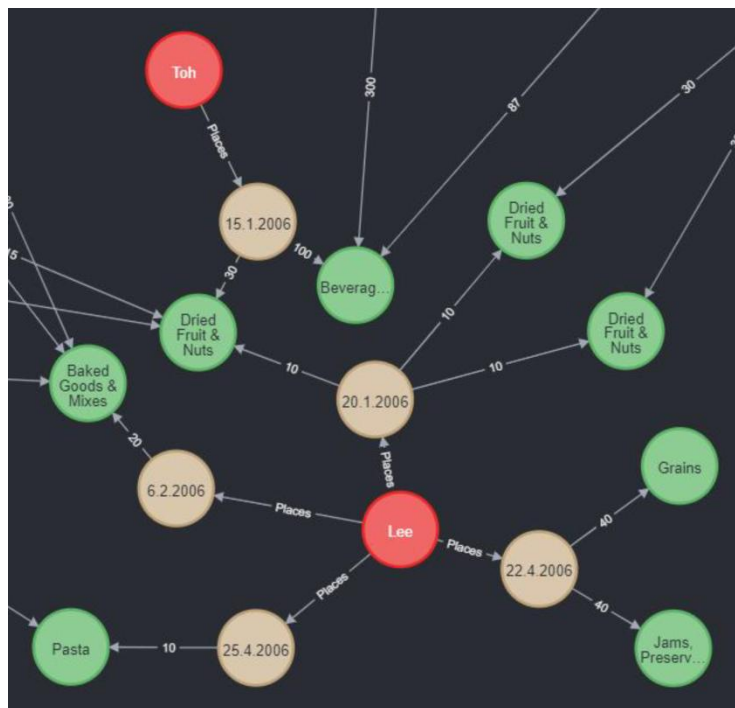 Toh
300
87
30
Places
Dried
Fruit &
Nuts
15.1.2006
100
30
Beverag...
Dried
Fruit &
Nuts
Dried
Fruit &
Nuts
10
10
10
Baked
Goods &
Mixes
20.1.2006
20
Places
Grains
6.2.2006
Places
Lee
Places
40
22.4.2006
Places
40
Pasta
10
25.4.2006
Jams,
Preserv...